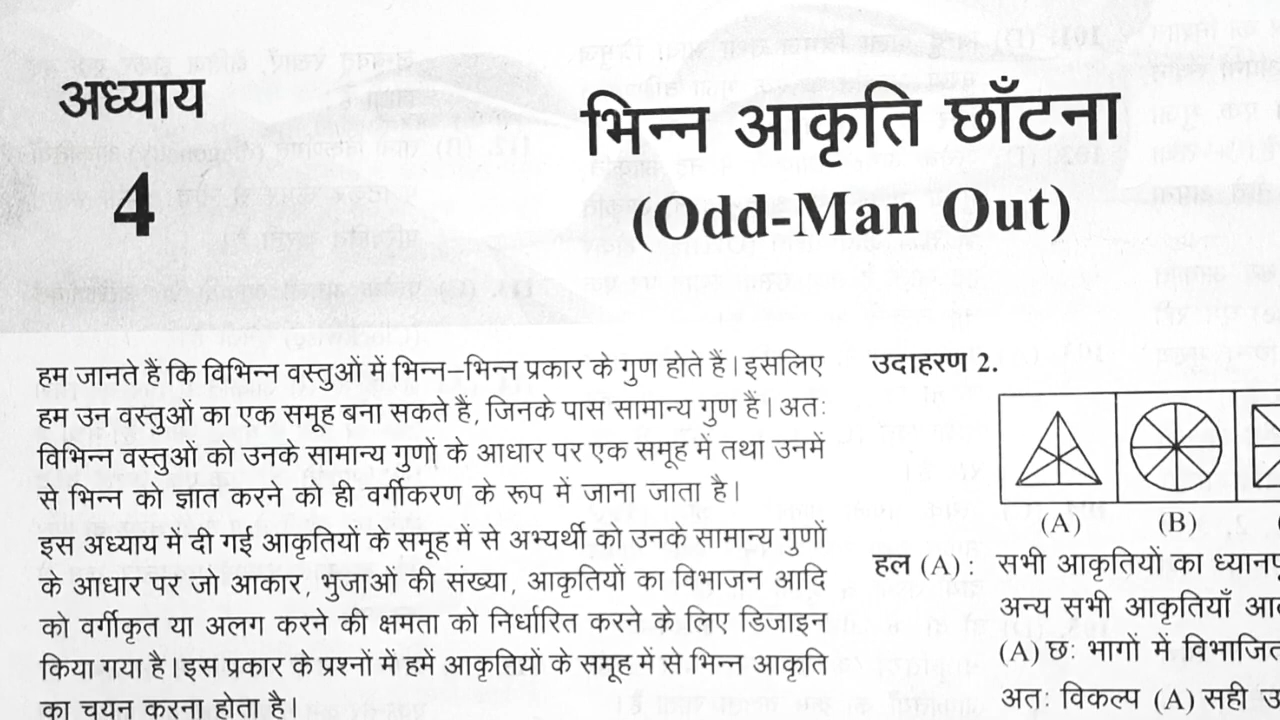 अध्याय
4
भिन्न आकृति छाँटना
(Odd-Man Out)
हम जानते हैं कि विभिन्न वस्तुओं में भिन्न-भिन्न प्रकार के गुण होते हैं। इसलिए
हम उन वस्तुओं का एक समूह बना सकते हैं, जिनके पास सामान्य गुण हैं। अतः
विभिन्न वस्तुओं को उनके सामान्य गुणों के आधार पर एक समूह में तथा उनमें
से भिन्न को ज्ञात करने को ही वर्गीकरण के रूप में जाना जाता है।
इस अध्याय में दी गई आकृतियों के समूह में से अभ्यर्थी को उनके सामान्य गुणों
के आधार पर जो आकार, भुजाओं की संख्या, आकृतियों का विभाजन आदि
को वर्गीकृत या अलग करने की क्षमता को निर्धारित करने के लिए डिजाइन
किया गया है। इस प्रकार के प्रश्नों में हमें आकृतियों के समूह में से भिन्न आकृति
का चयन करना होता है।
उदाहरण 2.
(A) (B)
हल (A) : सभी आकृतियों का
अन्य सभी आकृतियाँ
(A) छः भागों में
अतः विकल्प (A) सही